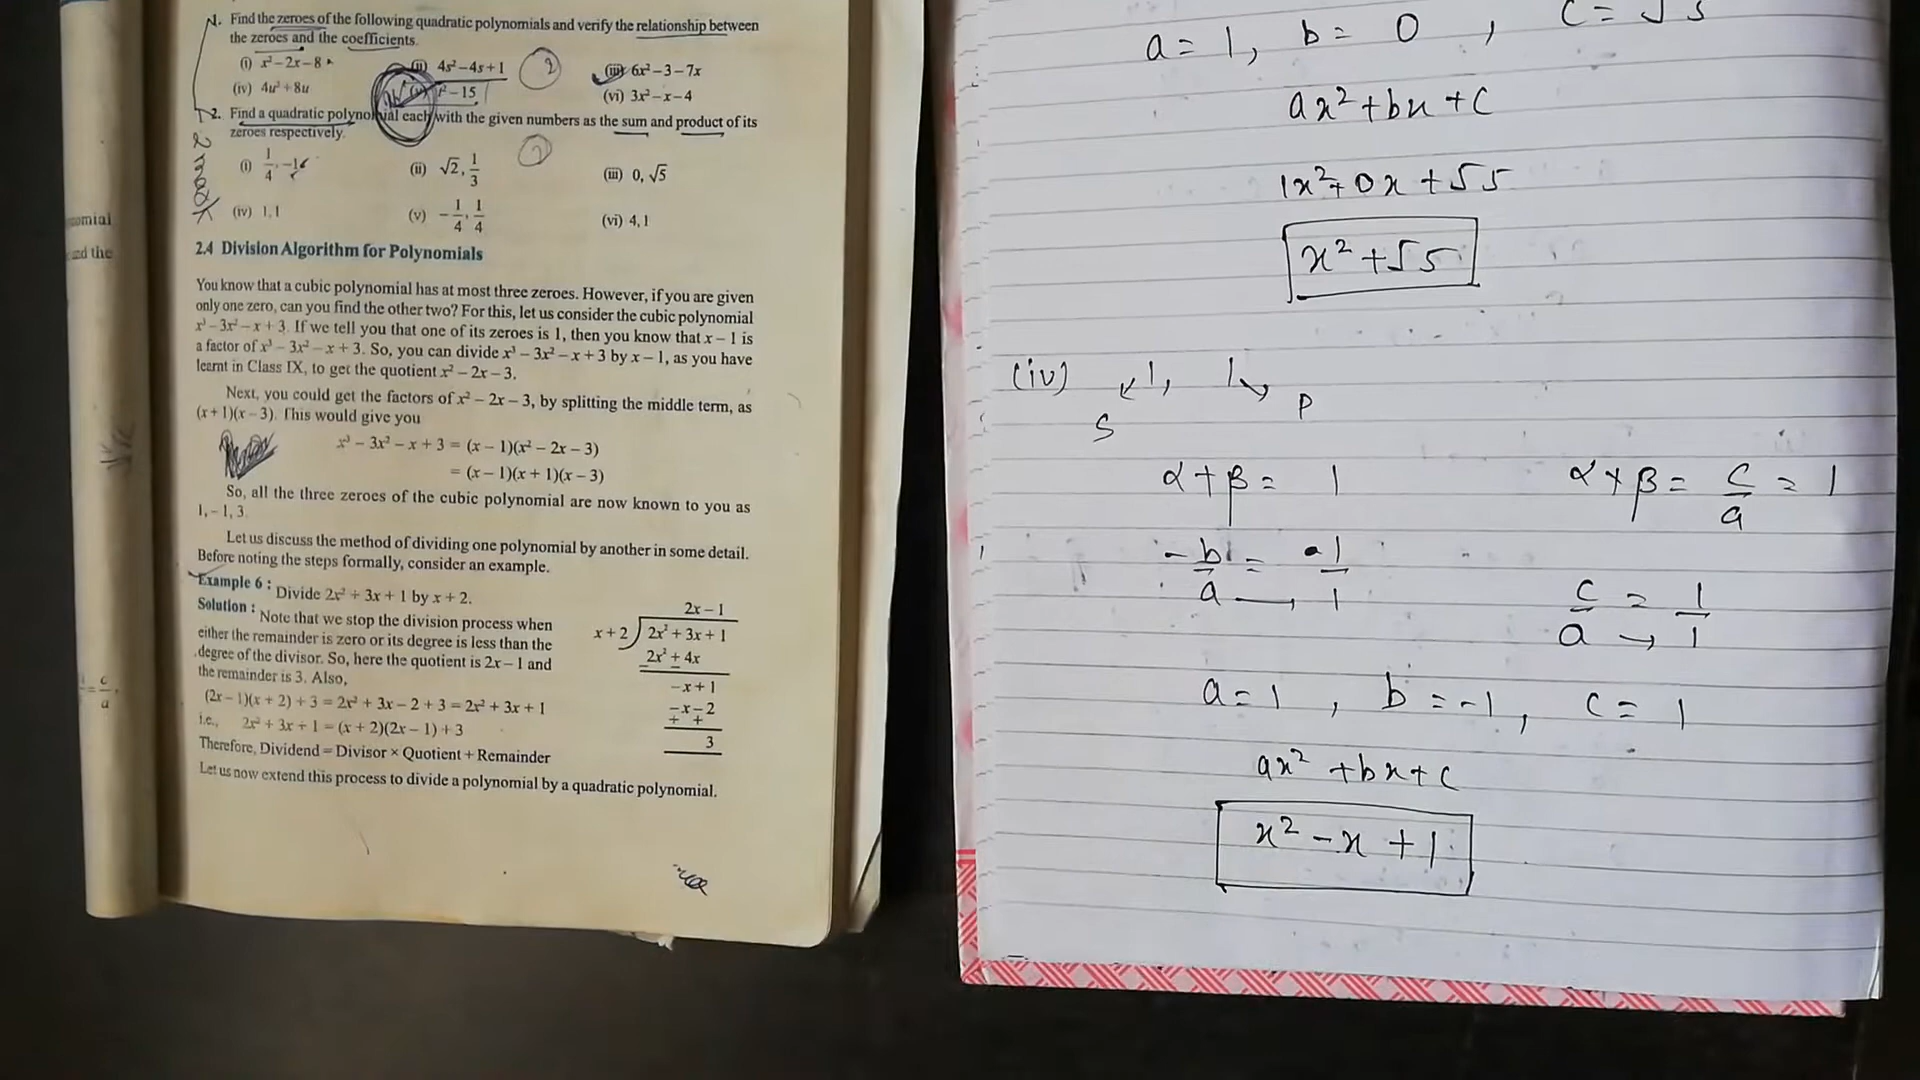 1. Find the zeroes of the following quadratic polynomials and verify the relationship between
the zeroes and the coefficients.
(i) x² – 2x – 8 (ii) 4s² – 4s + 1 (iii) 6x² – 3 – 7x
(iv) 4u² + 8u (v) t² – 15 (vi) 3x² – x – 4
2
2. Find a quadratic polynomial each with the given numbers as the sum and product of its
zeroes respectively.
(i) 1/4, –1 (ii) √2, 1/3 (iii) 0, √5
(iv) 1, 1 (v) –1/4, 1/4 (vi) 4, 1
2 mark
2.4 Division Algorithm for Polynomials
You know that a cubic polynomial has at most three zeroes. However, if you are given
only one zero, can you find the other two? For this, let us consider the cubic polynomial
x³ – 3x² – x + 3. If we tell you that one of its zeroes is 1, then you know that x – 1 is
a factor of x³ – 3x² – x + 3. So, you can divide x³ – 3x² – x + 3 by x – 1, as you have
learnt in Class IX, to get the quotient x² – 2x – 3.
Next, you could get the factors of x² – 2x – 3, by splitting the middle term, as
(x + 1)(x – 3). This would give you
x³ – 3x² – x + 3 = (x – 1)(x² – 2x – 3)
= (x – 1)(x + 1)(x – 3)
So, all the three zeroes of the cubic polynomial are now known to you as
1, – 1, 3.
Let us discuss the method of dividing one polynomial by another in some detail.
Before noting the steps formally, consider an example.
Example 6 : Divide 2x² + 3x + 1 by x + 2.
Solution : Note that we stop the division process when
either the remainder is zero or its degree is less than the
degree of the divisor. So, here the quotient is 2x – 1 and
the remainder is 3. Also,
(2x – 1)(x + 2) + 3 = 2x² + 3x – 2 + 3 = 2x² + 3x + 1
i.e., 2x² + 3x + 1 = (x + 2)(2x – 1) + 3
Therefore, Dividend = Divisor × Quotient + Remainder
Let us now extend this process to divide a polynomial by a quadratic polynomial.
2x – 1
x + 2 ) 2x² + 3x + 1
2x² + 4x
– –
– x + 1
– x – 2
+ +
3
and the
= c/a,
a = 1, b = 0 , c = √5
ax² + bx + c
1x² + 0x + √5
x² + √5
(iv) 1, 1
S P
α + β = 1 α × β = c/a = 1
-b/a = -1/1
c/a = 1/1
a = 1 , b = -1, c = 1
ax² + bx + c
x² - x + 1